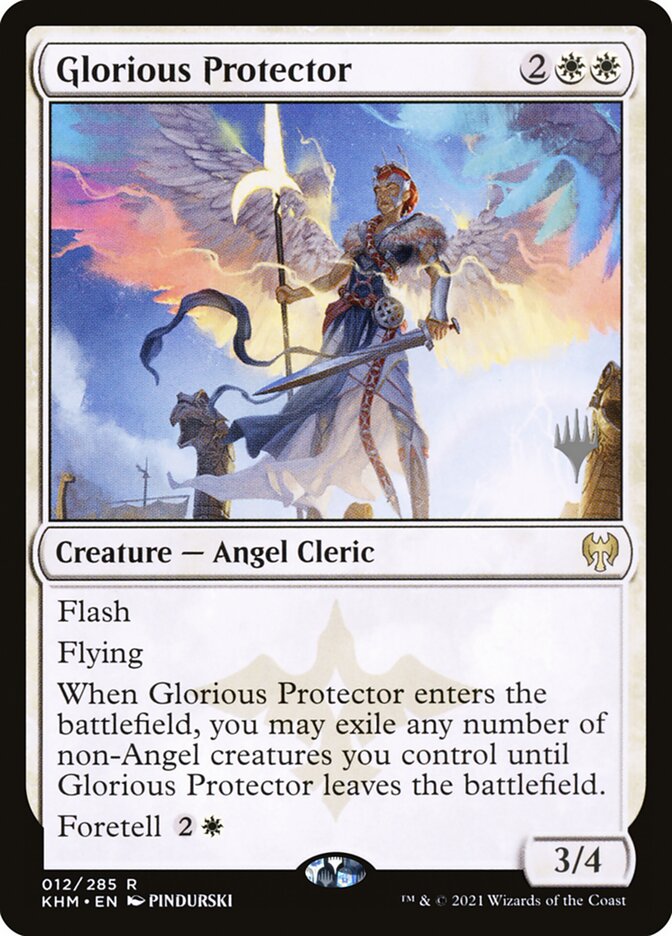 Glorious Protector 2
Creature — Angel Cleric
Flash
Flying
When Glorious Protector enters the
battlefield, you may exile any number of
non-Angel creatures you control until
Glorious Protector leaves the battlefield.
Foretell 2
3/4
012/285 R
KHM • EN PINDURSKI
™ & © 2021 Wizards of the Coast